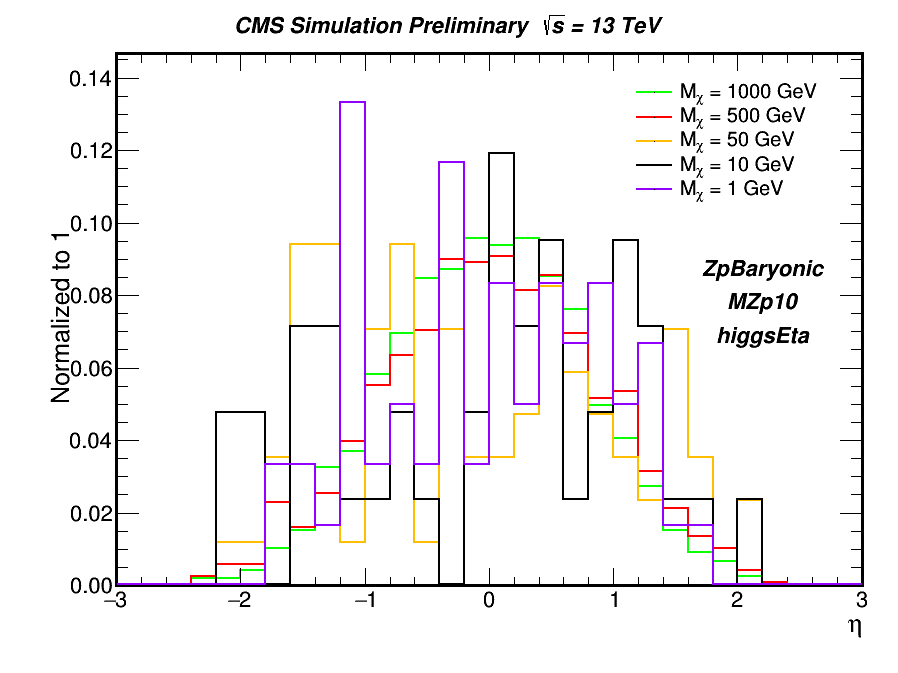 CMS Simulation Preliminary √s = 13 TeV
Normalized to 1
0.14
0.12
0.10
0.08
0.06
0.04
0.02
0.00
−3
−2
−1
0
1
2
3
η
Mχ = 1000 GeV
Mχ = 500 GeV
Mχ = 50 GeV
Mχ = 10 GeV
Mχ = 1 GeV
ZpBaryonic
MZp10
higgsEta